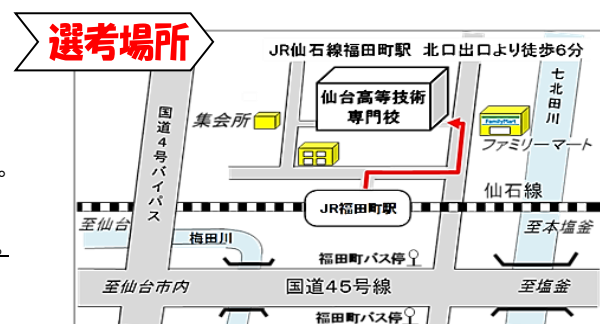 選考場所
JR仙石線福田町駅 北口出口より徒歩6分
仙台高等技術
専門校
七北田川
国道4号バイパス
集会所
FamilyMart
ファミリーマート
仙石線
JR福田町駅
至仙台
至本塩釜
梅田川
福田町バス停
至仙台市内
国道45号線
至塩釜
福田町バス停
。